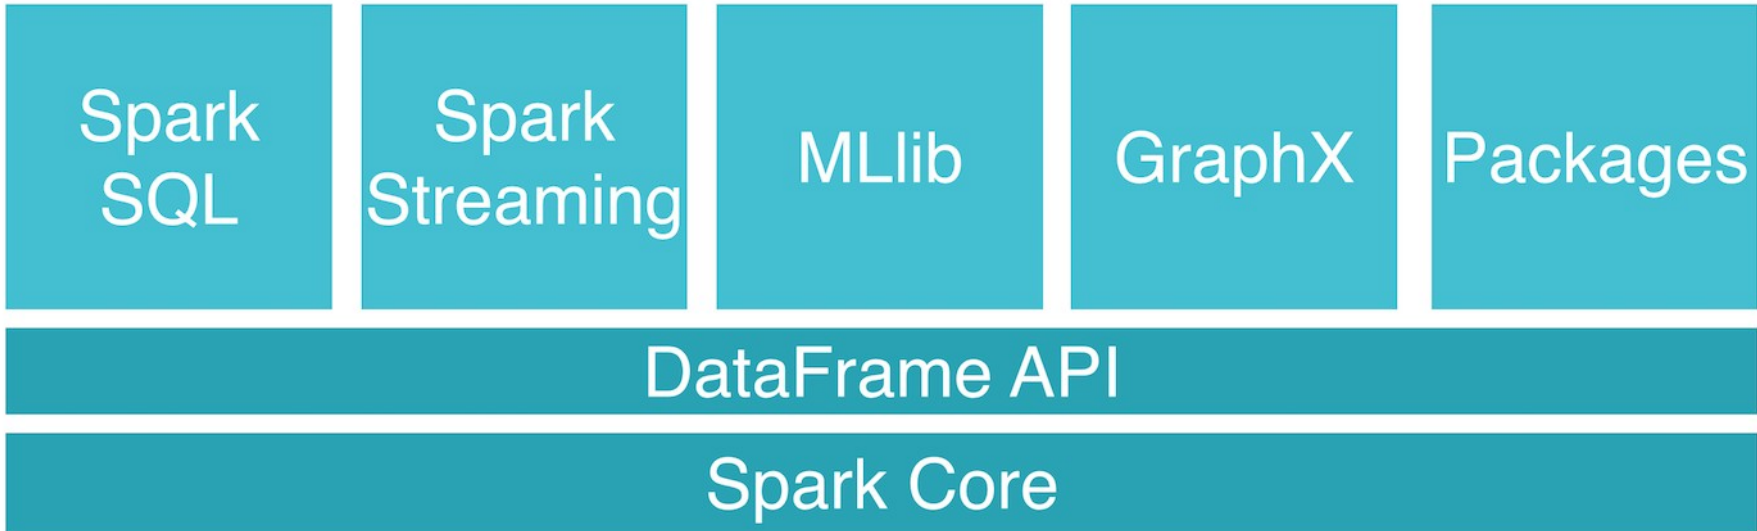 Spark
SQL
Spark
Streaming
MLlib
GraphX
Packages
DataFrame API
Spark Core